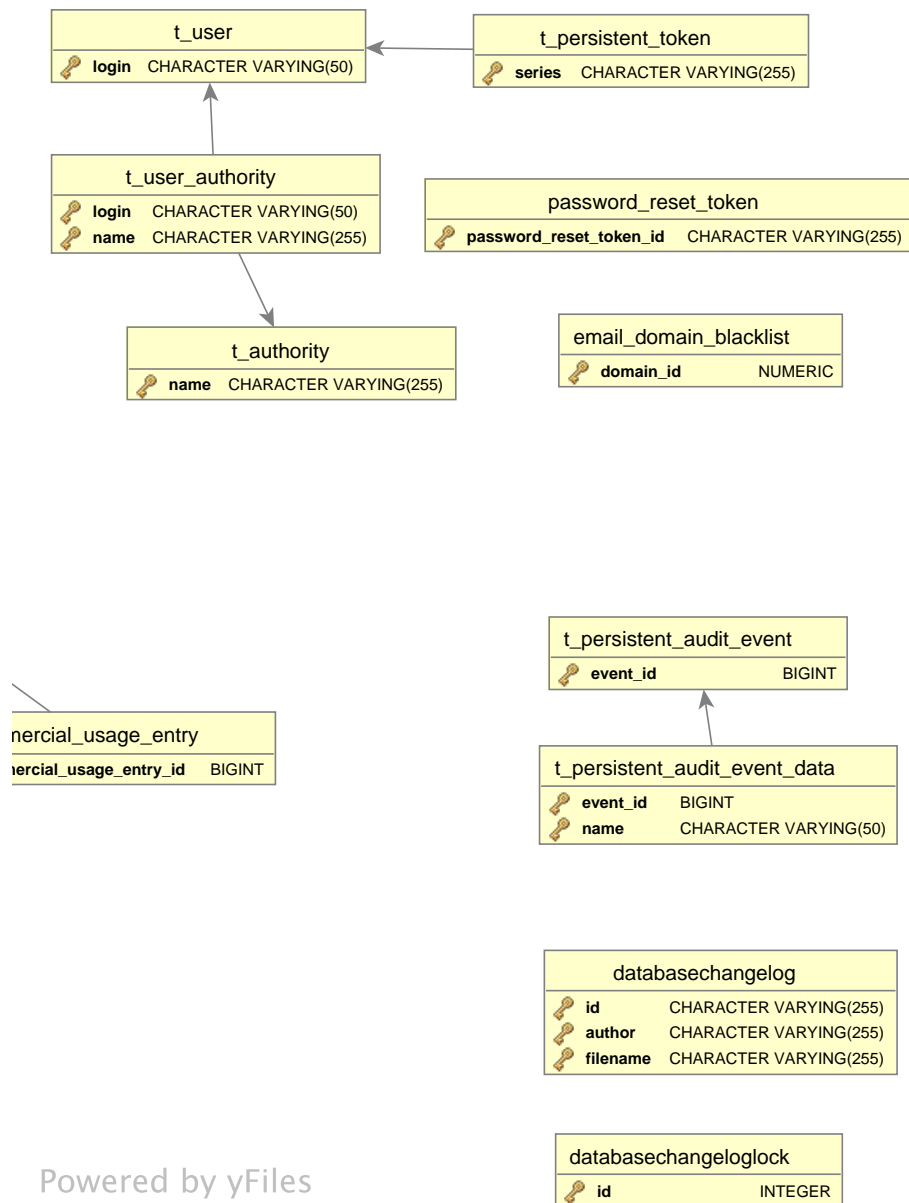 t_user
login CHARACTER VARYING(50)
t_persistent_token
series CHARACTER VARYING(255)
t_user_authority
login CHARACTER VARYING(50)
name CHARACTER VARYING(255)
password_reset_token
password_reset_token_id CHARACTER VARYING(255)
t_authority
name CHARACTER VARYING(255)
email_domain_blacklist
domain_id NUMERIC
t_persistent_audit_event
event_id BIGINT
mercial_usage_entry
mercial_usage_entry_id BIGINT
t_persistent_audit_event_data
event_id BIGINT
name CHARACTER VARYING(50)
databasechangelog
id CHARACTER VARYING(255)
author CHARACTER VARYING(255)
filename CHARACTER VARYING(255)
databasechangeloglock
id INTEGER
Powered by yFiles